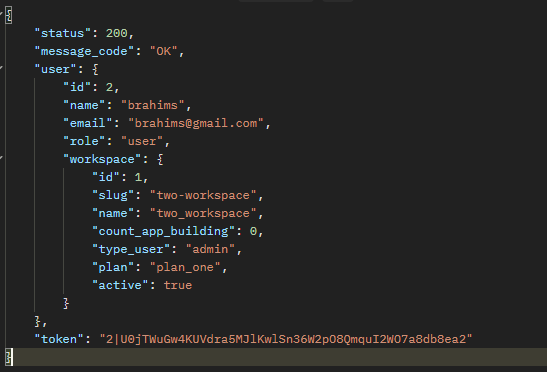 {
"status": 200,
"message_code": "OK",
"user": {
"id": 2,
"name": "brahims",
"email": "brahims@gmail.com",
"role": "user",
"workspace": {
"id": 1,
"slug": "two-workspace",
"name": "two_workspace",
"count_app_building": 0,
"type_user": "admin",
"plan": "plan_one",
"active": true
}
},
"token": "2|U0jTWuGw4KUVdra5MJlKwlSn36W2pO8QmquI2WO7a8db8ea2"
}